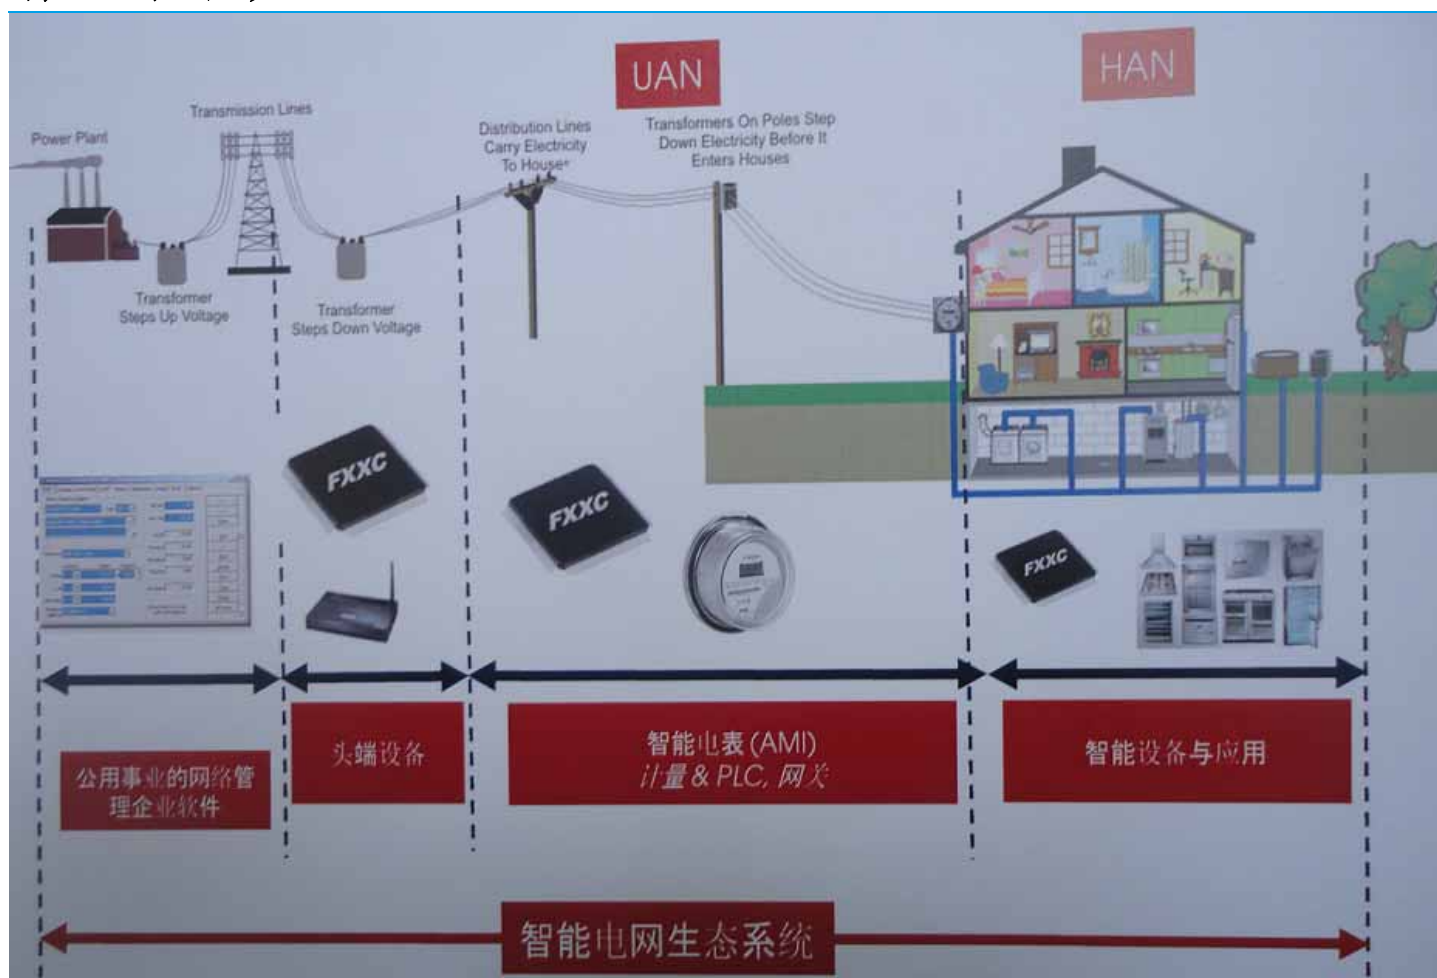 UAN
HAN
Transmission Lines
Power Plant
Distribution Lines
Carry Electricity
To House
Transformers On Poles Step
Down Electricity Before It
Enters Houses
Transformer
Steps Up Voltage
Transformer
Steps Down Voltage
FXXC
FXXC
FXXC
公用事业的网络管
理企业软件
头端设备
智能电表(AMI)
计量 & PLC, 网关
智能设备与应用
智能电网生态系统